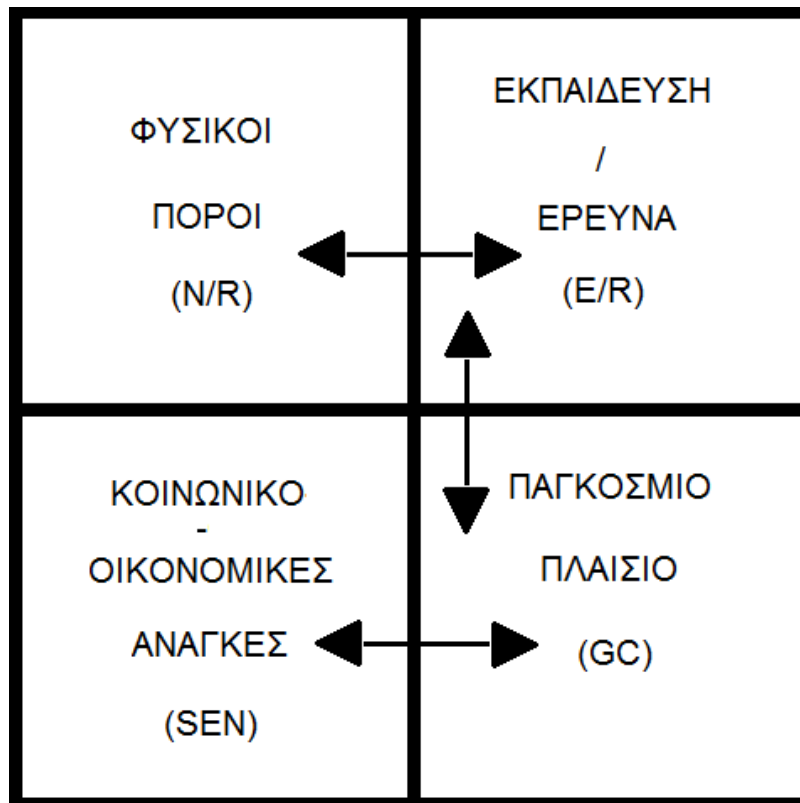 ΦΥΣΙΚΟΙ
ΠΟΡΟΙ
(N/R)
ΕΚΠΑΙΔΕΥΣΗ
/
ΕΡΕΥΝΑ
(E/R)
ΚΟΙΝΩΝΙΚΟ
-
ΟΙΚΟΝΟΜΙΚΕΣ
ΑΝΑΓΚΕΣ
(SEN)
ΠΑΓΚΟΣΜΙΟ
ΠΛΑΙΣΙΟ
(GC)